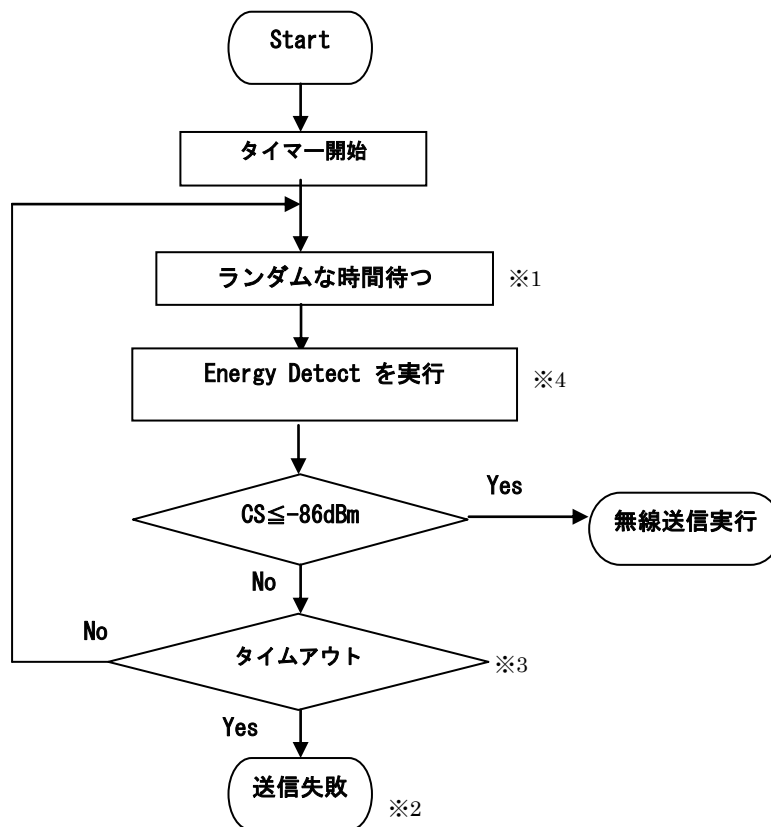 Start
タイマー開始
ランダムな時間待つ
※1
Energy Detect を実行
※4
CS≦-86dBm
Yes
無線送信実行
No
No
タイムアウト
※3
Yes
送信失敗
※2